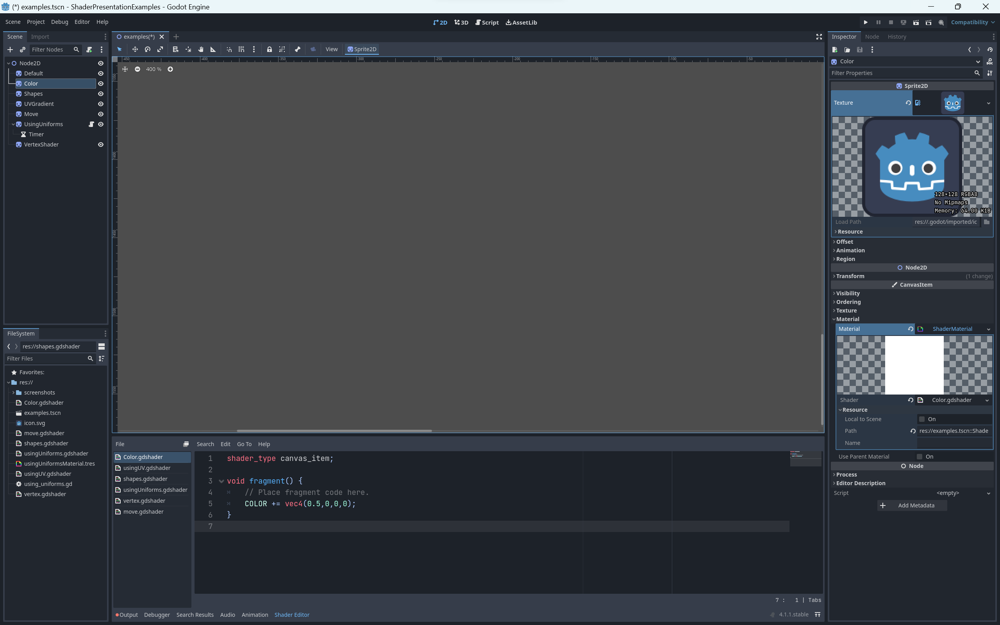 (*) examples.tscn - ShaderPresentationExamples - Godot Engine
Scene Project Debug Editor Help
2D 3D Script AssetLib
Compatibility
Scene Import
Filter Nodes
Node2D
Default
Color
Shapes
UVGradient
Move
UsingUniforms
Timer
VertexShader
FileSystem
res://shapes.gdshader
Filter Files
Favorites:
res://
screenshots
Color.gdshader
examples.tscn
icon.svg
move.gdshader
shapes.gdshader
usingUniforms.gdshader
usingUniformsMaterial.tres
usingUV.gdshader
using_uniforms.gd
vertex.gdshader
examples(*)
View Sprite2D
-450 -400 -350 -300 -250 -200 -150 -100 -50
400 %
1350
1400
1450
1500
1550
File Search Edit Go To Help
Color.gdshader
usingUV.gdshader
shapes.gdshader
usingUniforms.gdshader
vertex.gdshader
move.gdshader
1 shader_type canvas_item;
2
3 void fragment() {
4 // Place fragment code here.
5 COLOR += vec4(0.5,0,0,0);
6 }
7
7 : 1 | Tabs
Output Debugger Search Results Audio Animation Shader Editor
4.1.1.stable
Inspector Node History
Color
DOC
Filter Properties
Sprite2D
Texture
128×128 RGBA8
No Mipmaps
Memory: 64.00 KiB
Load Path res://.godot/imported/ic
Resource
Offset
Animation
Region
Node2D
Transform (1 change)
CanvasItem
Visibility
Ordering
Texture
Material
Material ShaderMaterial
Shader Color.gdshader
Resource
Local to Scene On
Path res://examples.tscn::Shade
Name
Use Parent Material On
Node
Process
Editor Description
Script <empty>
Add Metadata